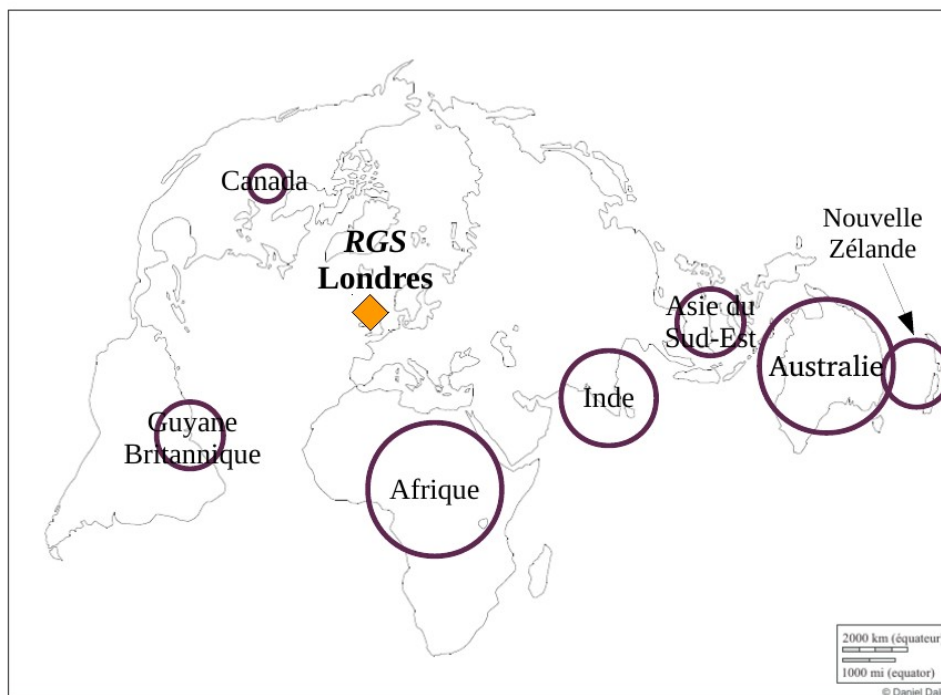 Canada
RGS
Londres
Nouvelle
Zélande
Asie du
Sud-Est
Australie
Inde
Guyane
Britannique
Afrique
2000 km (équateur)
1000 mi (equator)
© Daniel